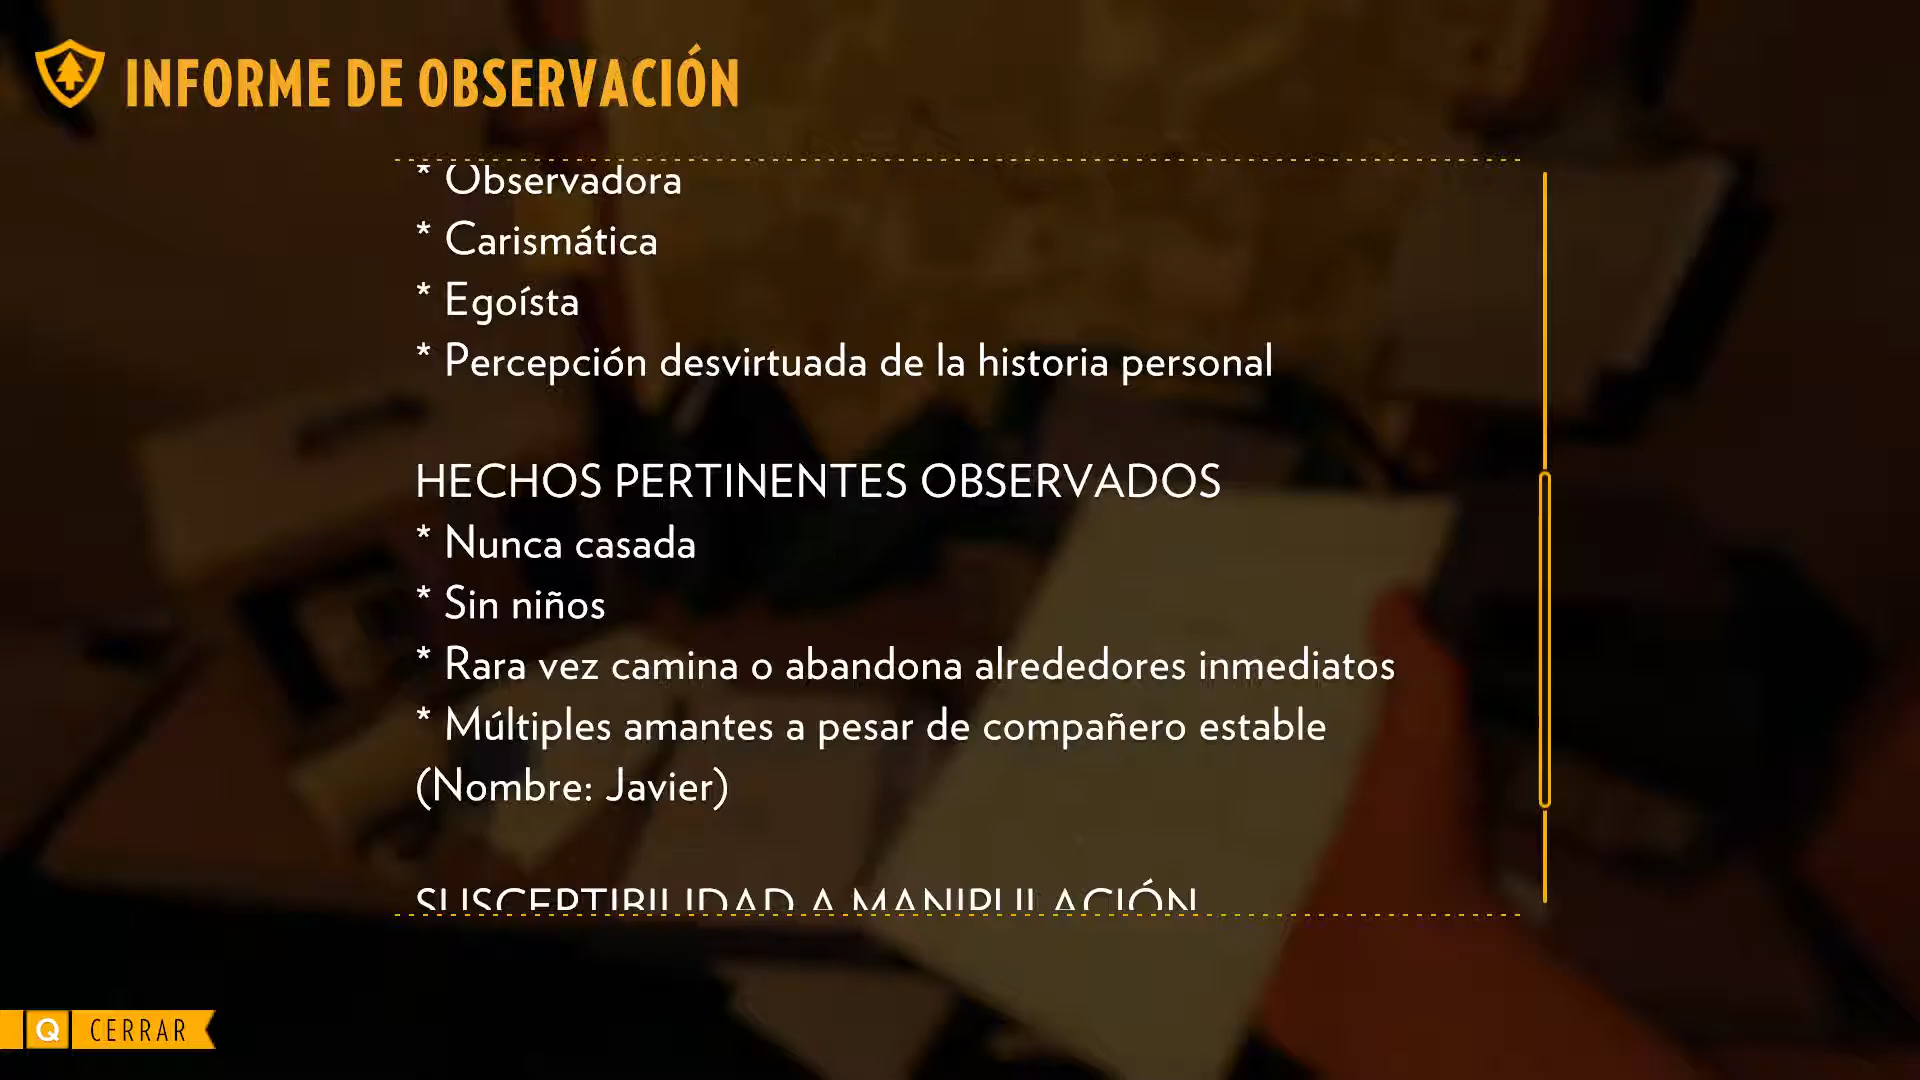 INFORME DE OBSERVACIÓN
* Observadora
* Carismática
* Egoísta
* Percepción desvirtuada de la historia personal
HECHOS PERTINENTES OBSERVADOS
* Nunca casada
* Sin niños
* Rara vez camina o abandona alrededores inmediatos
* Múltiples amantes a pesar de compañero estable
(Nombre: Javier)
SUSCEPTIBILIDAD A MANIPULACIÓN
Q CERRAR